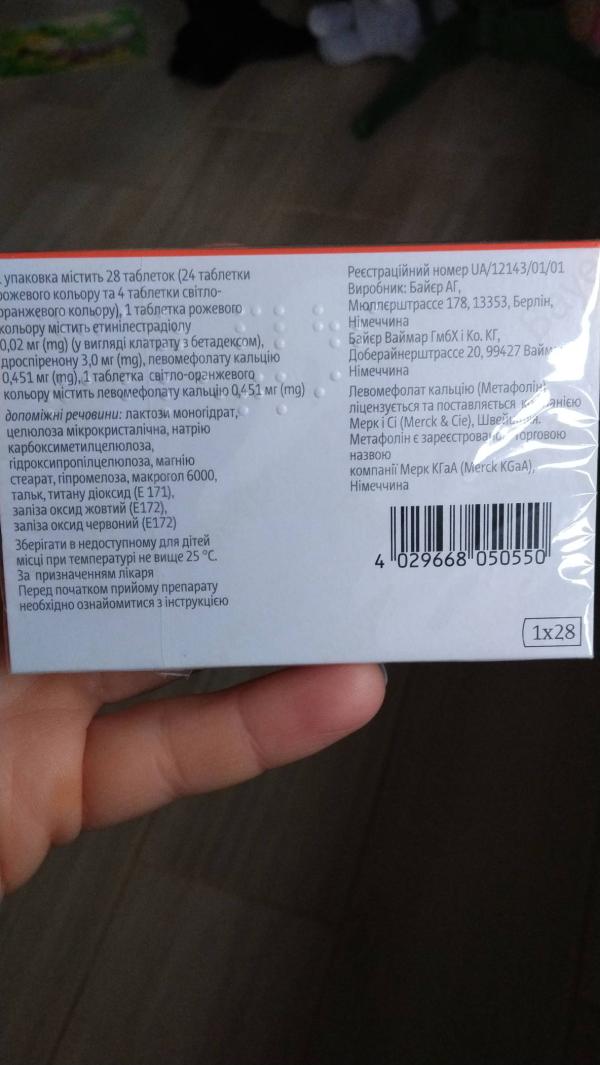 упаковка містить 28 таблеток (24 таблетки
рожевого кольору та 4 таблетки світло-
оранжевого кольору), 1 таблетка рожевого
кольору містить етинілестрадіолу
0,02 мг (mg) (у вигляді клатрату з бетадексом),
дроспіренону 3,0 мг (mg), левомефолату кальцію
0,451 мг (mg), 1 таблетка світло-оранжевого
кольору містить левомефолату кальцію 0,451 мг (mg)
допоміжні речовини: лактози моногідрат,
целюлоза мікрокристалічна, натрію
карбоксиметилцелюлоза,
гідроксипропілцелюлоза, магнію
стеарат, гіпромелоза, макрогол 6000,
тальк, титану діоксид (Е 171),
заліза оксид жовтий (Е172),
заліза оксид червоний (Е172)
Зберігати в недоступному для дітей
місці при температурі не вище 25 °С.
За призначенням лікаря
Перед початком прийому препарату
необхідно ознайомитися з інструкцією
Реєстраційний номер UA/12143/01/01
Виробник: Байєр АГ,
Мюллєрштрассе 178, 13353, Берлін,
Німеччина
Байєр Ваймар ГмбХ і Ко. КГ,
Доберайнерштрассе 20, 99427 Вайм
Німеччина
Левомефолат кальцію (Метафолін)
ліцензується та поставляється компанією
Мерк і Сі (Merck & Cie), Швейцарія.
Метафолін є зареєстрованою торговою
назвою
компанії Мерк КГаА (Merck KGaA),
Німеччина
4 029668 050550
1x28